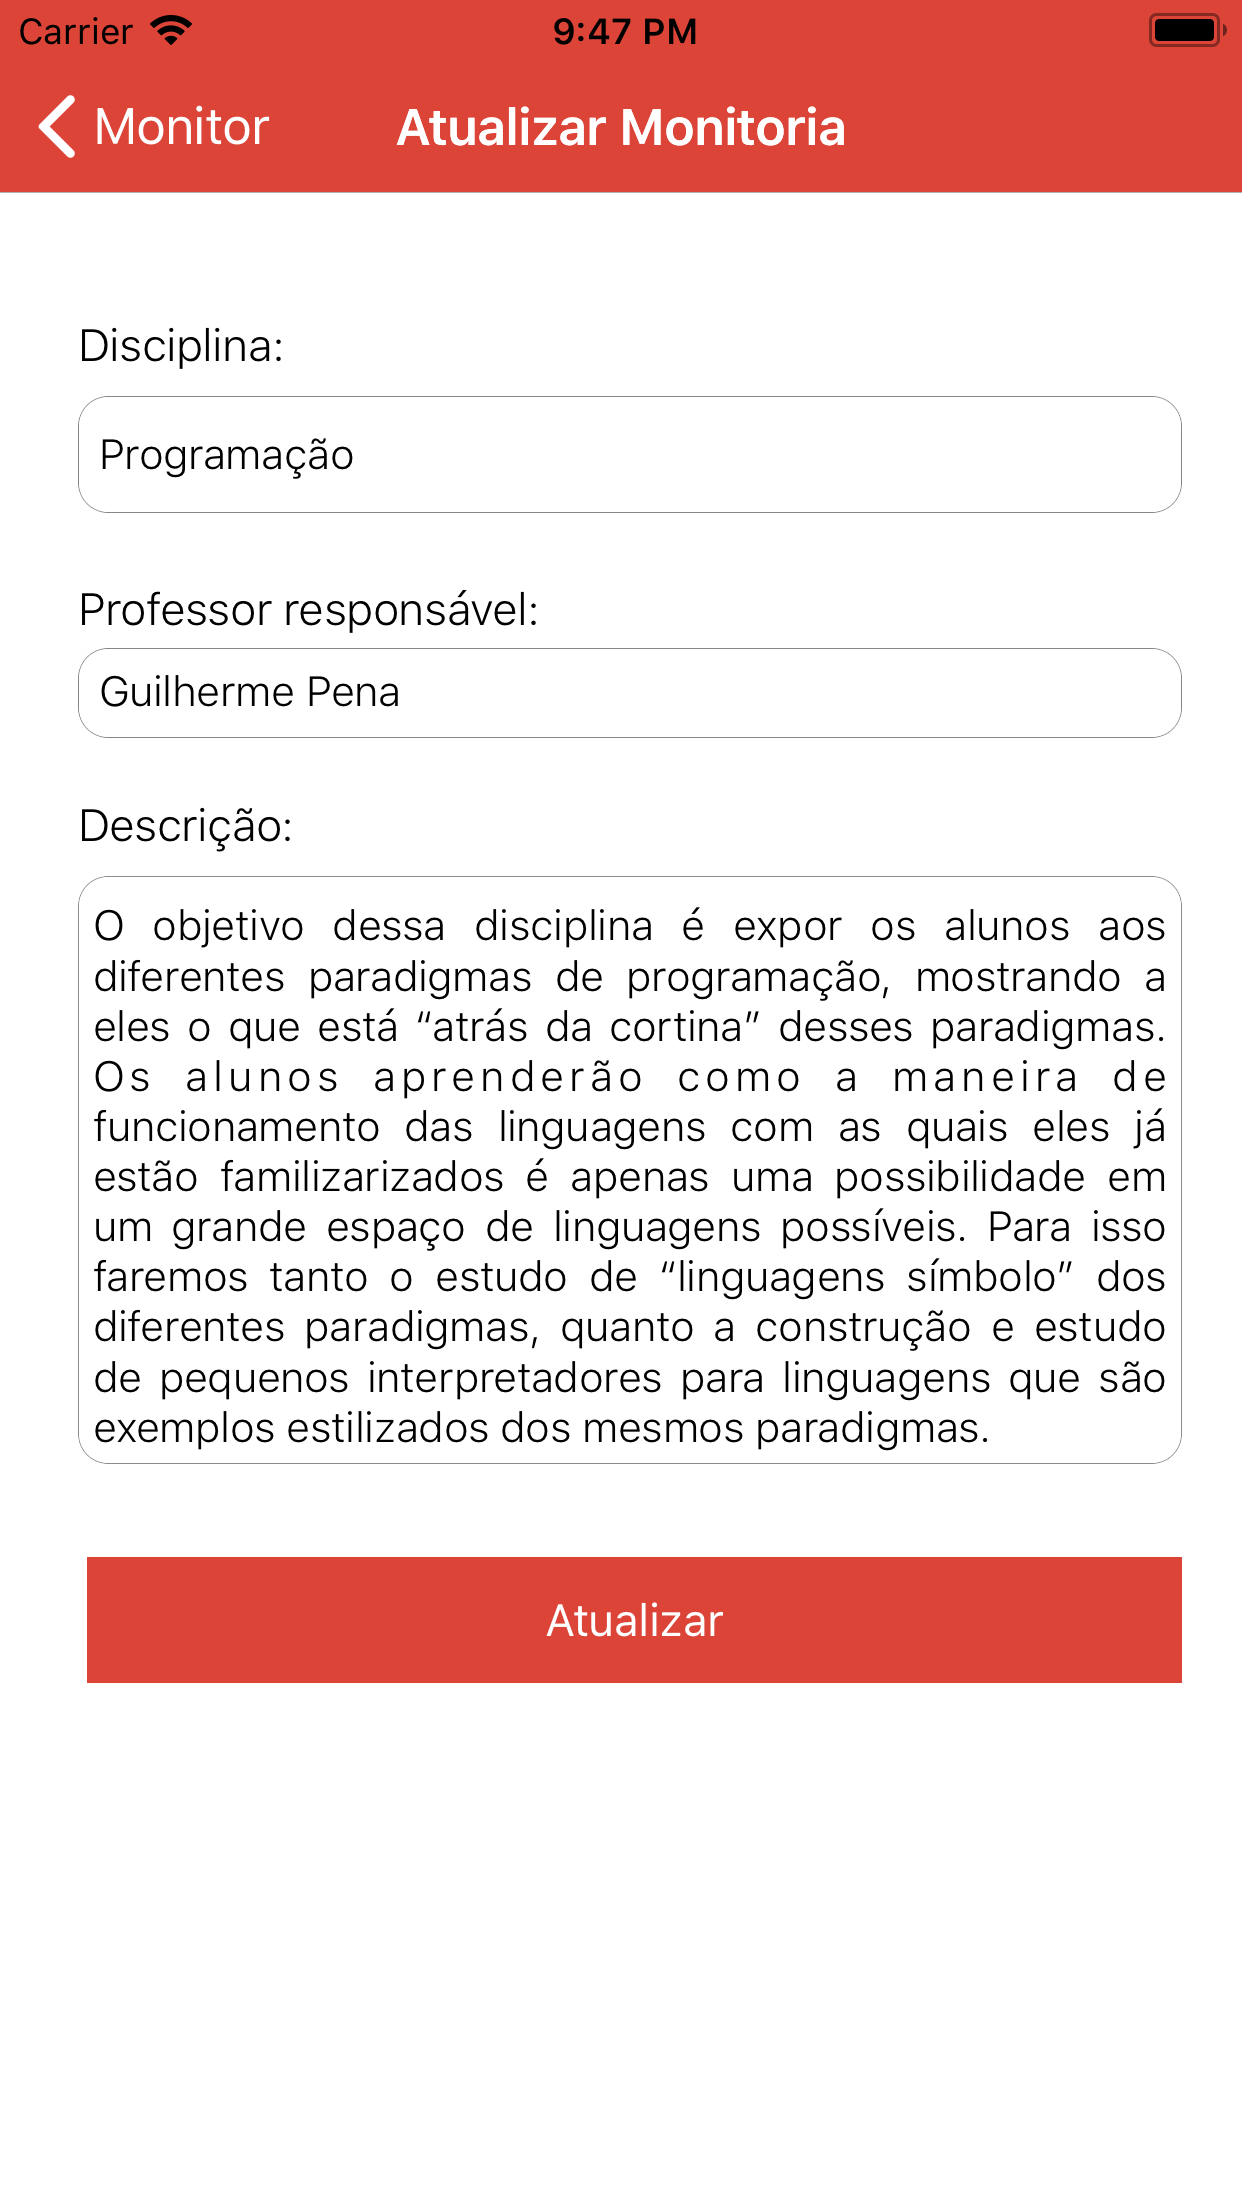 Carrier 9:47 PM
Monitor Atualizar Monitoria
Disciplina:
Programação
Professor responsável:
Guilherme Pena
Descrição:
O objetivo dessa disciplina é expor os alunos aos
diferentes paradigmas de programação, mostrando a
eles o que está “atrás da cortina” desses paradigmas.
Os alunos aprenderão como a maneira de
funcionamento das linguagens com as quais eles já
estão familizarizados é apenas uma possibilidade em
um grande espaço de linguagens possíveis. Para isso
faremos tanto o estudo de “linguagens símbolo” dos
diferentes paradigmas, quanto a construção e estudo
de pequenos interpretadores para linguagens que são
exemplos estilizados dos mesmos paradigmas.
Atualizar